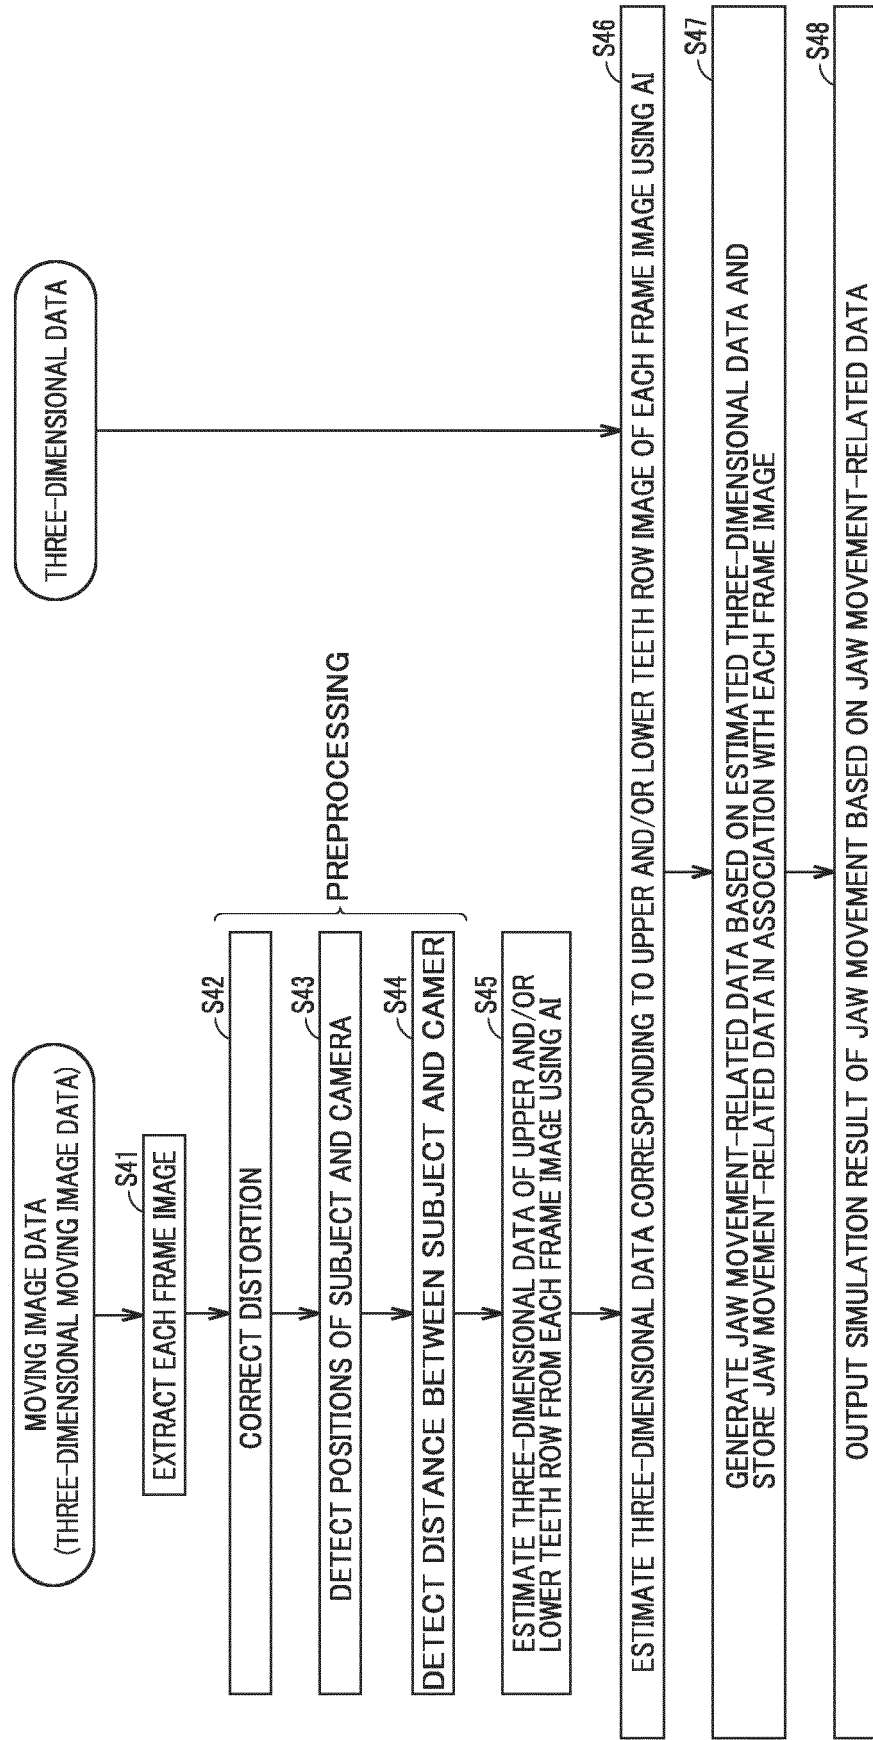 MOVING IMAGE DATA
(THREE-DIMENSIONAL MOVING IMAGE DATA)
THREE-DIMENSIONAL DATA
S41
EXTRACT EACH FRAME IMAGE
S42
CORRECT DISTORTION
S43
DETECT POSITIONS OF SUBJECT AND CAMERA
S44
DETECT DISTANCE BETWEEN SUBJECT AND CAMER
PREPROCESSING
S45
ESTIMATE THREE-DIMENSIONAL DATA OF UPPER AND/OR
LOWER TEETH ROW FROM EACH FRAME IMAGE USING AI
S46
ESTIMATE THREE-DIMENSIONAL DATA CORRESPONDING TO UPPER AND/OR LOWER TEETH ROW IMAGE OF EACH FRAME IMAGE USING AI
S47
GENERATE JAW MOVEMENT-RELATED DATA BASED ON ESTIMATED THREE-DIMENSIONAL DATA AND
STORE JAW MOVEMENT-RELATED DATA IN ASSOCIATION WITH EACH FRAME IMAGE
S48
OUTPUT SIMULATION RESULT OF JAW MOVEMENT BASED ON JAW MOVEMENT-RELATED DATA